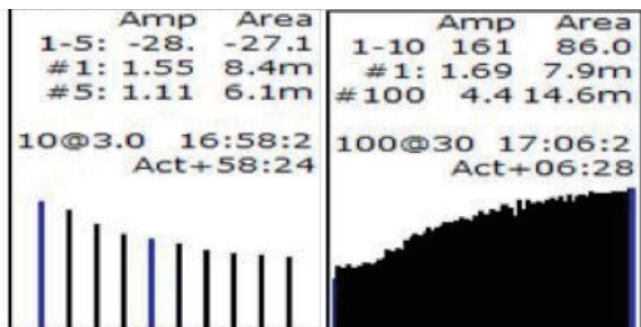 Amp Area
1-5: -28. -27.1
#1: 1.55 8.4m
#5: 1.11 6.1m
10@3.0 16:58:2
Act+58:24
Amp Area
1-10 161 86.0
#1: 1.69 7.9m
#100 4.4 14.6m
100@30 17:06:2
Act+06:28